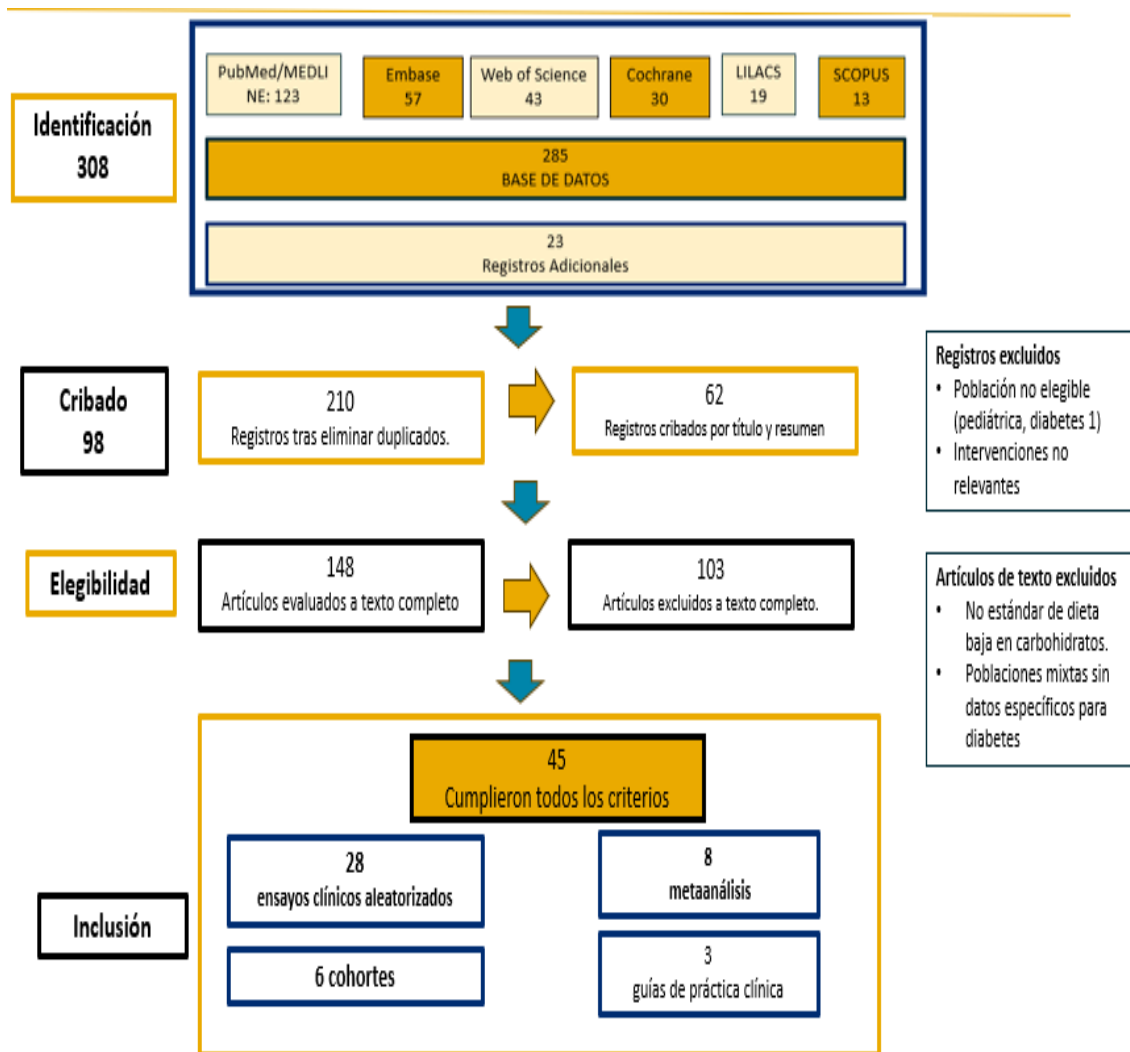 PubMed/MEDLI
NE: 123
Embase
57
Web of Science
43
Cochrane
30
LILACS
19
SCOPUS
13
Identificación
308
285
BASE DE DATOS
23
Registros Adicionales
Cribado
98
210
Registros tras eliminar duplicados.
62
Registros cribados por título y resumen
Registros excluidos
• Población no elegible
(pediátrica, diabetes 1)
• Intervenciones no
relevantes
Elegibilidad
148
Artículos evaluados a texto completo
103
Artículos excluidos a texto completo.
Artículos de texto excluidos
• No estándar de dieta
baja en carbohidratos.
• Poblaciones mixtas sin
datos específicos para
diabetes
45
Cumplieron todos los criterios
Inclusión
28
ensayos clínicos aleatorizados
8
metaanálisis
6 cohortes
3
guías de práctica clínica